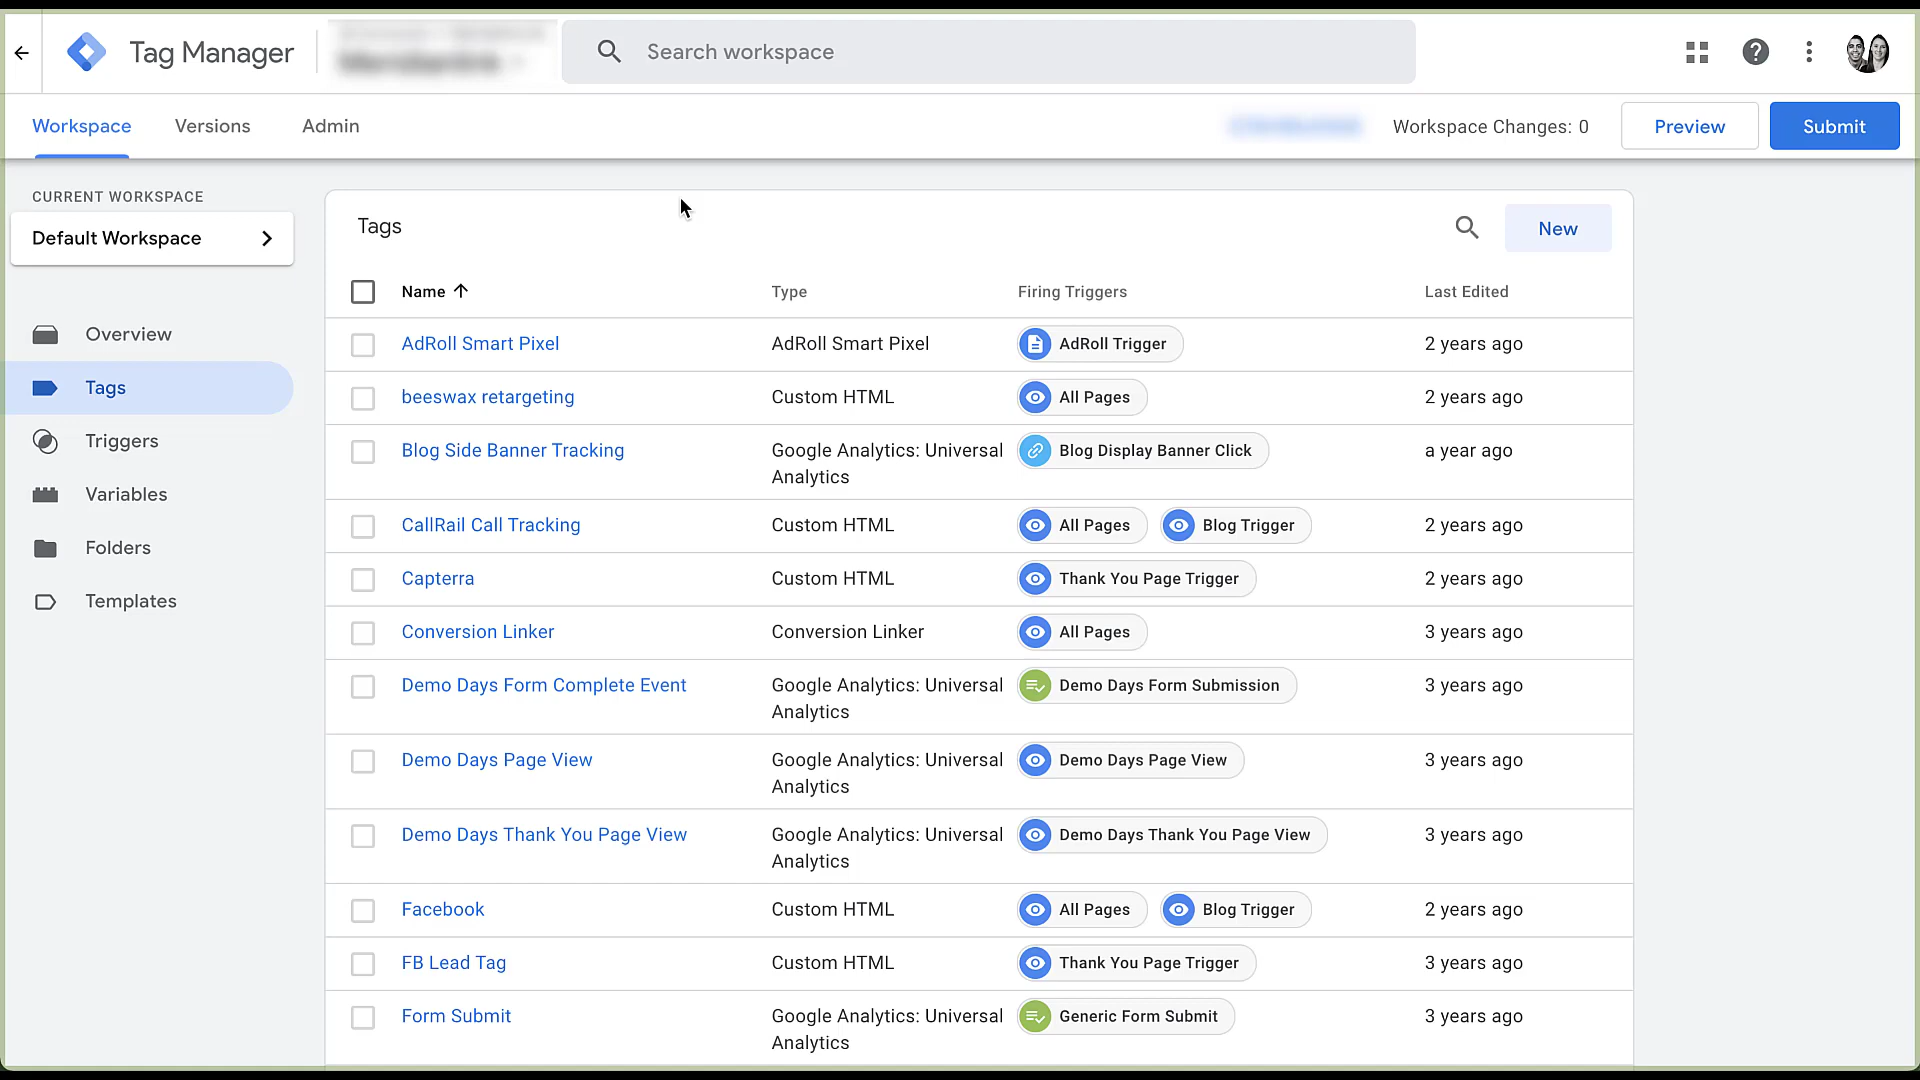 Tag Manager
Search workspace
Workspace Versions Admin
Workspace Changes: 0
Preview
Submit
CURRENT WORKSPACE
Default Workspace
Overview
Tags
Triggers
Variables
Folders
Templates
Tags
New
Name Type Firing Triggers Last Edited
AdRoll Smart Pixel AdRoll Smart Pixel AdRoll Trigger 2 years ago
beeswax retargeting Custom HTML All Pages 2 years ago
Blog Side Banner Tracking Google Analytics: Universal Blog Display Banner Click a year ago
Analytics
CallRail Call Tracking Custom HTML All Pages Blog Trigger 2 years ago
Capterra Custom HTML Thank You Page Trigger 2 years ago
Conversion Linker Conversion Linker All Pages 3 years ago
Demo Days Form Complete Event Google Analytics: Universal Demo Days Form Submission 3 years ago
Analytics
Demo Days Page View Google Analytics: Universal Demo Days Page View 3 years ago
Analytics
Demo Days Thank You Page View Google Analytics: Universal Demo Days Thank You Page View 3 years ago
Analytics
Facebook Custom HTML All Pages Blog Trigger 2 years ago
FB Lead Tag Custom HTML Thank You Page Trigger 3 years ago
Form Submit Google Analytics: Universal Generic Form Submit 3 years ago
Analytics